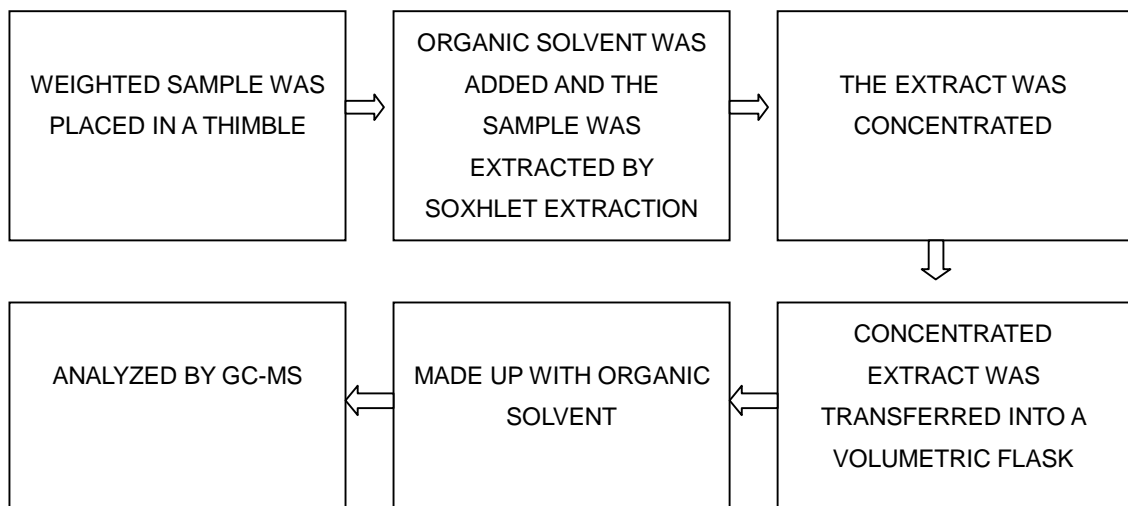 WEIGHTED SAMPLE WAS
PLACED IN A THIMBLE
ORGANIC SOLVENT WAS
ADDED AND THE
SAMPLE WAS
EXTRACTED BY
SOXHLET EXTRACTION
THE EXTRACT WAS
CONCENTRATED
CONCENTRATED
EXTRACT WAS
TRANSFERRED INTO A
VOLUMETRIC FLASK
MADE UP WITH ORGANIC
SOLVENT
ANALYZED BY GC-MS